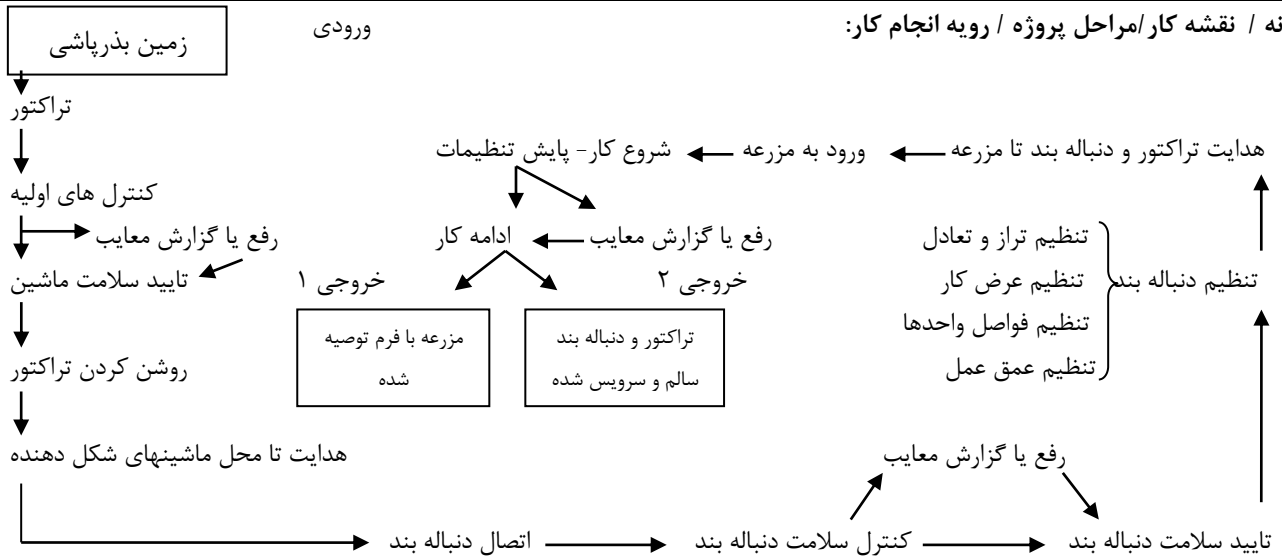 نه / نقشه کار/مراحل پروژه / رویه انجام کار:
ورودی
زمین بذرپاشی
تراکتور
هدایت تراکتور و دنباله بند تا مزرعه
ورود به مزرعه
شروع کار- پایش تنظیمات
کنترل های اولیه
تنظیم تراز و تعادل
رفع یا گزارش معایب
ادامه کار
رفع یا گزارش معایب
تنظیم دنباله بند
تنظیم عرض کار
خروجی ۲
خروجی ۱
تایید سلامت ماشین
تنظیم فواصل واحدها
تراکتور و دنباله بند
سالم و سرویس شده
مزرعه با فرم توصیه
شده
تنظیم عمق عمل
روشن کردن تراکتور
رفع یا گزارش معایب
هدایت تا محل ماشینهای شکل دهنده
تایید سلامت دنباله بند
کنترل سلامت دنباله بند
اتصال دنباله بند